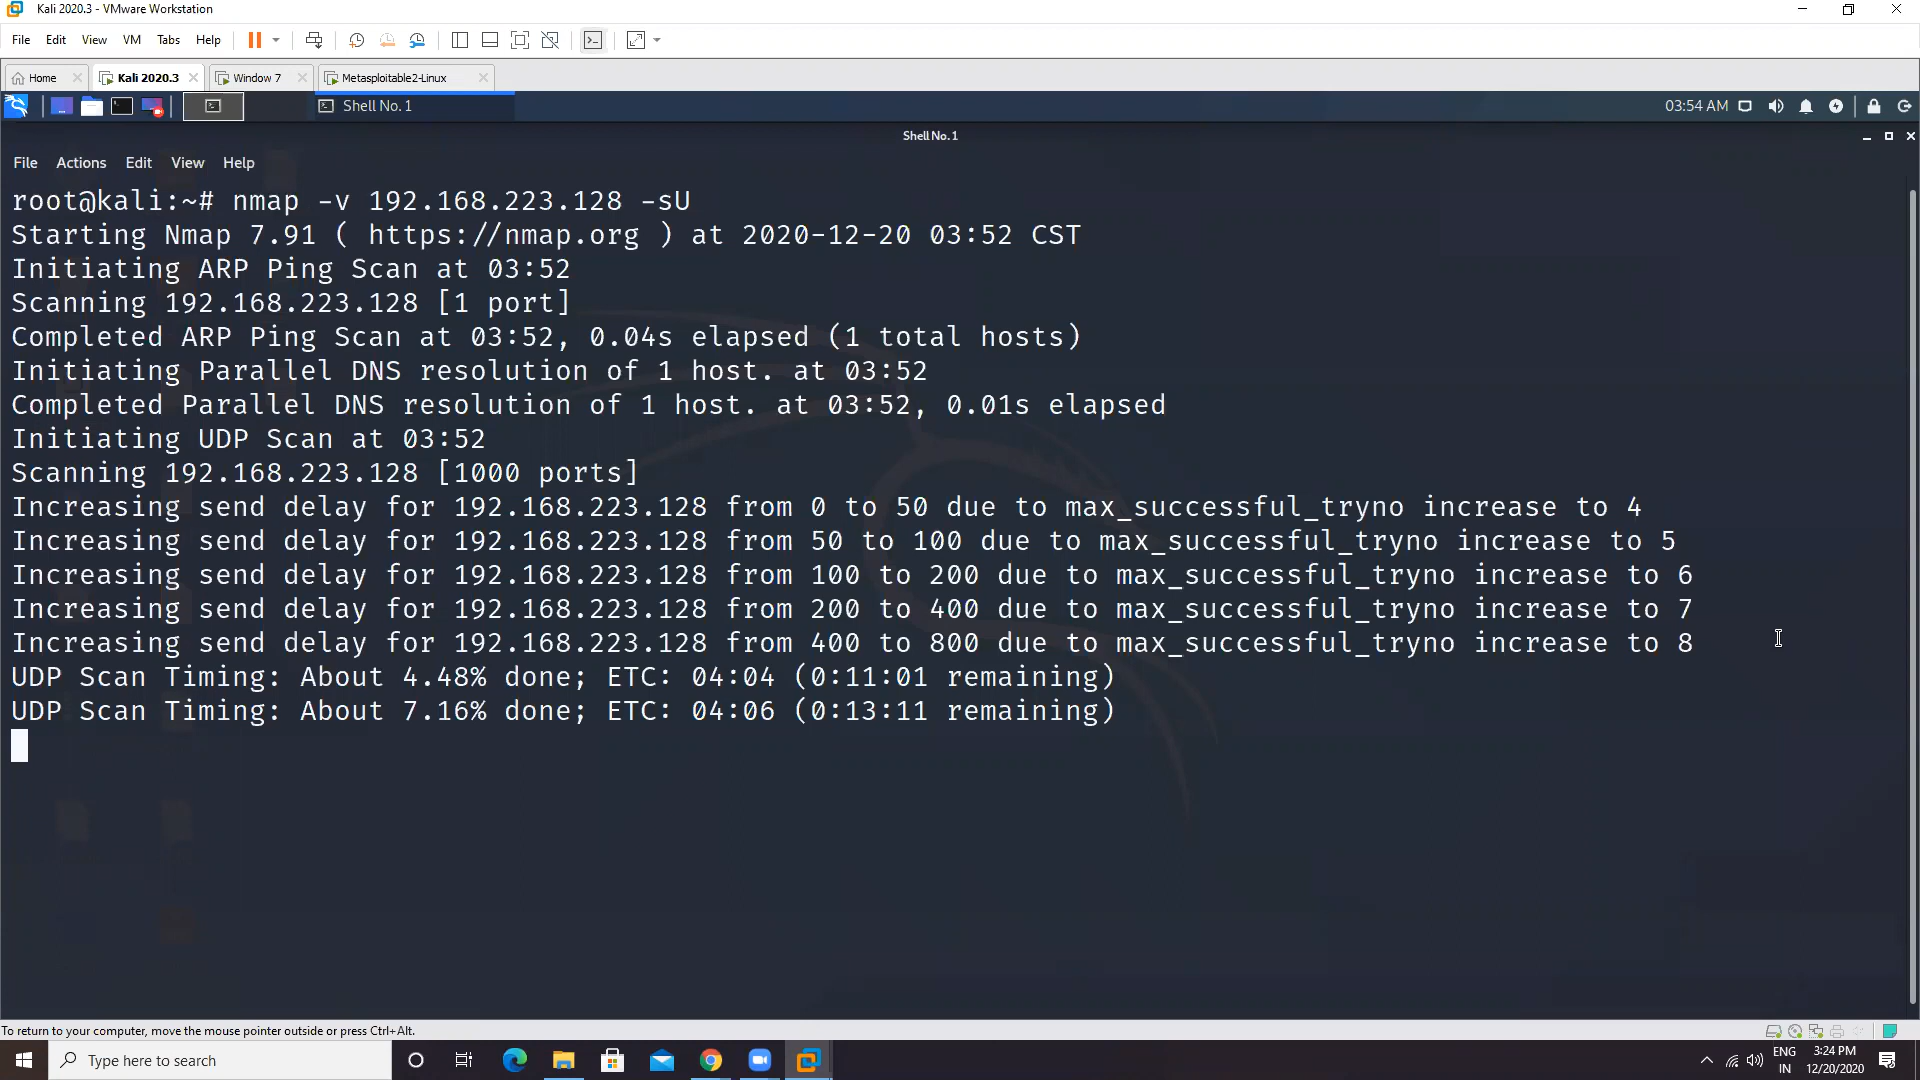 Kali 2020.3 - VMware Workstation
File Edit View VM Tabs Help
Home Kali 2020.3 Window 7 Metasploitable2-Linux
Shell No. 1 03:54 AM
Shell No. 1
File Actions Edit View Help
root@kali:~# nmap -v 192.168.223.128 -sU
Starting Nmap 7.91 ( https://nmap.org ) at 2020-12-20 03:52 CST
Initiating ARP Ping Scan at 03:52
Scanning 192.168.223.128 [1 port]
Completed ARP Ping Scan at 03:52, 0.04s elapsed (1 total hosts)
Initiating Parallel DNS resolution of 1 host. at 03:52
Completed Parallel DNS resolution of 1 host. at 03:52, 0.01s elapsed
Initiating UDP Scan at 03:52
Scanning 192.168.223.128 [1000 ports]
Increasing send delay for 192.168.223.128 from 0 to 50 due to max_successful_tryno increase to 4
Increasing send delay for 192.168.223.128 from 50 to 100 due to max_successful_tryno increase to 5
Increasing send delay for 192.168.223.128 from 100 to 200 due to max_successful_tryno increase to 6
Increasing send delay for 192.168.223.128 from 200 to 400 due to max_successful_tryno increase to 7
Increasing send delay for 192.168.223.128 from 400 to 800 due to max_successful_tryno increase to 8
UDP Scan Timing: About 4.48% done; ETC: 04:04 (0:11:01 remaining)
UDP Scan Timing: About 7.16% done; ETC: 04:06 (0:13:11 remaining)
To return to your computer, move the mouse pointer outside or press Ctrl+Alt.
Type here to search
ENG 3:24 PM
IN 12/20/2020